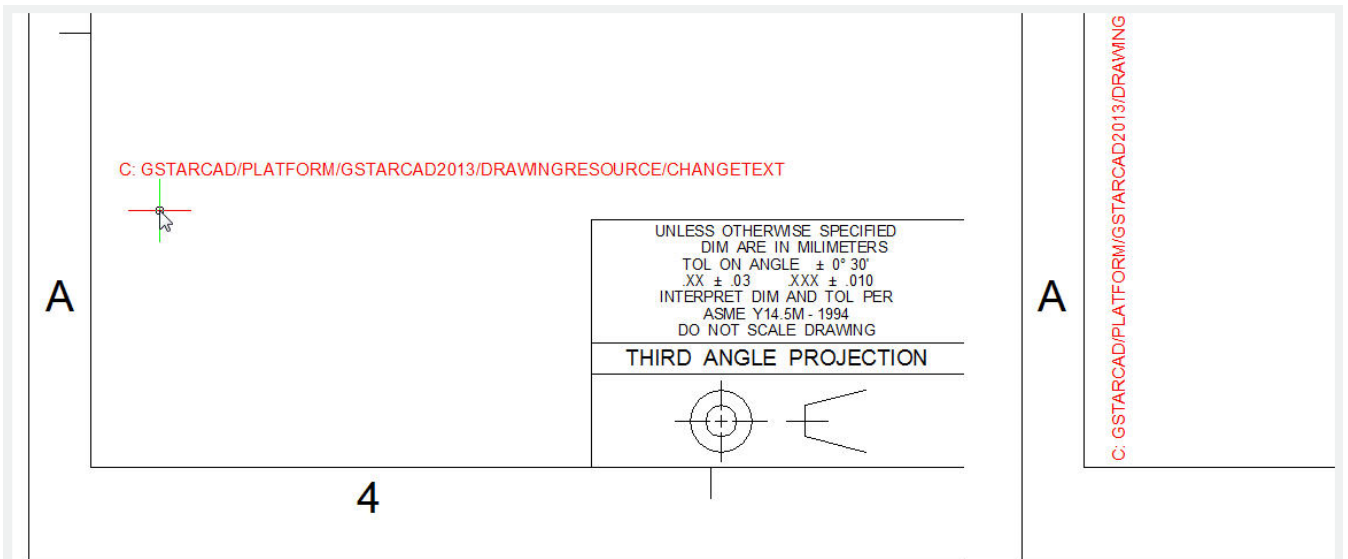 C: GSTARCAD/PLATFORM/GSTARCAD2013/DRAWINGRESOURCE/CHANGETEXT
UNLESS OTHERWISE SPECIFIED
DIM ARE IN MILIMETERS
TOL ON ANGLE ± 0° 30'
.XX ± .03 .XXX ± .010
INTERPRET DIM AND TOL PER
ASME Y14.5M - 1994
DO NOT SCALE DRAWING
THIRD ANGLE PROJECTION
A
4
A
C: GSTARCAD/PLATFORM/GSTARCAD2013/DRAWING